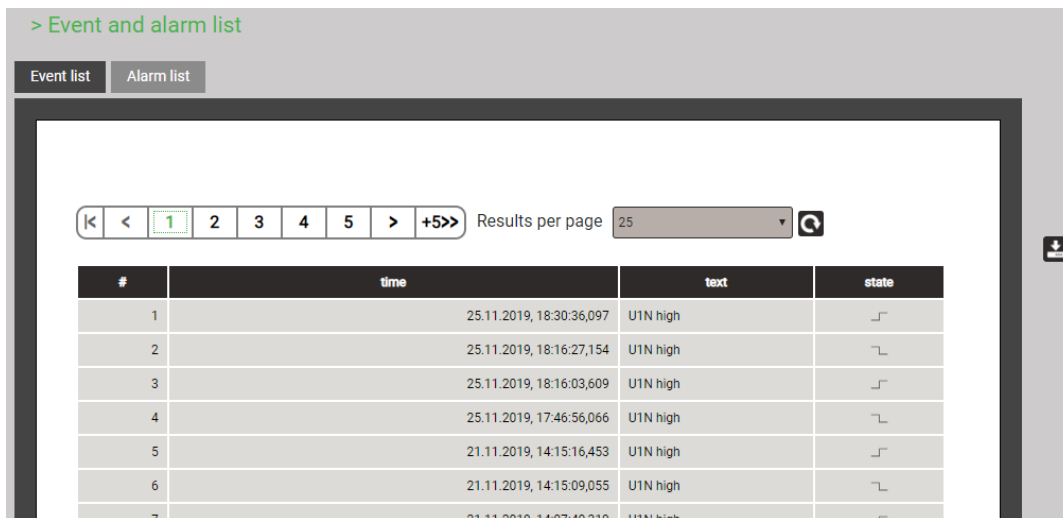 > Event and alarm list
Event list Alarm list
|< < 1 2 3 4 5 > +5>> Results per page 25
# time text state
1 25.11.2019, 18:30:36,097 U1N high
2 25.11.2019, 18:16:27,154 U1N high
3 25.11.2019, 18:16:03,609 U1N high
4 25.11.2019, 17:46:56,066 U1N high
5 21.11.2019, 14:15:16,453 U1N high
6 21.11.2019, 14:15:09,055 U1N high